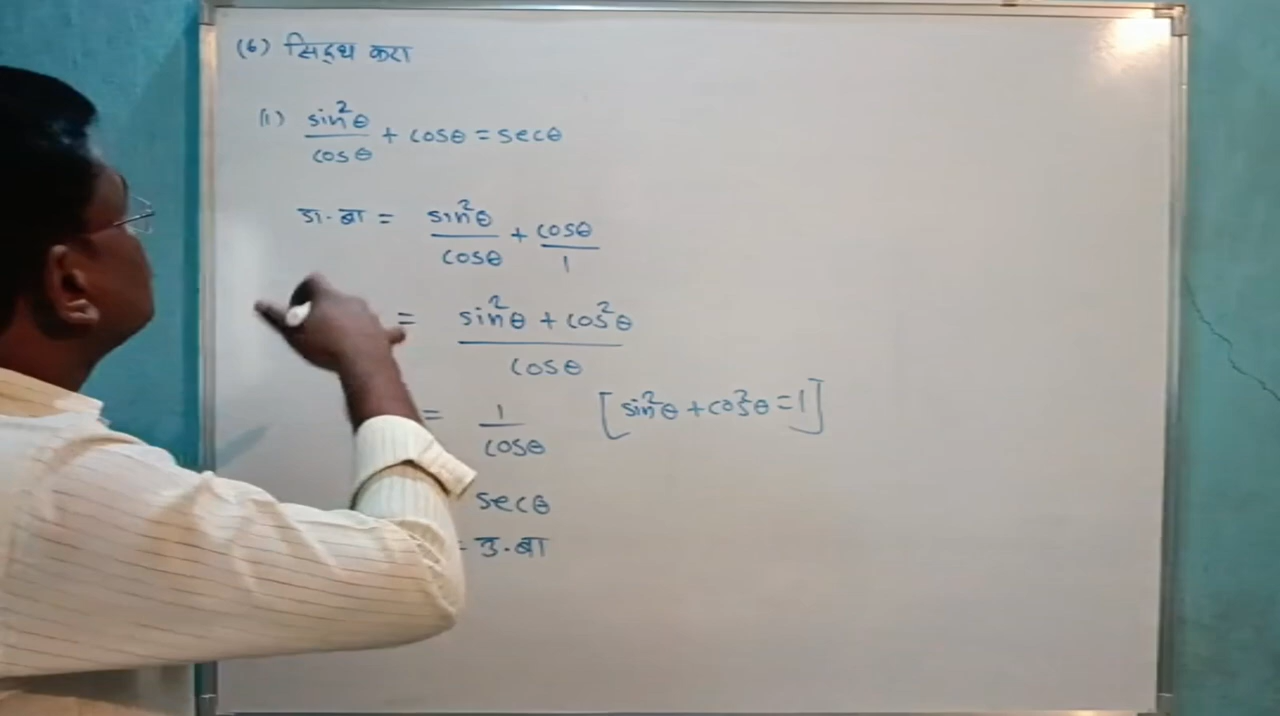 (6) सिद्ध करा
(1) sin²θ/cosθ + cosθ = secθ
डा.बा = sin²θ/cosθ + cosθ/1
= sin²θ + cos²θ/cosθ
= 1/cosθ [sin²θ + cos²θ = 1]
secθ
= उ.बा